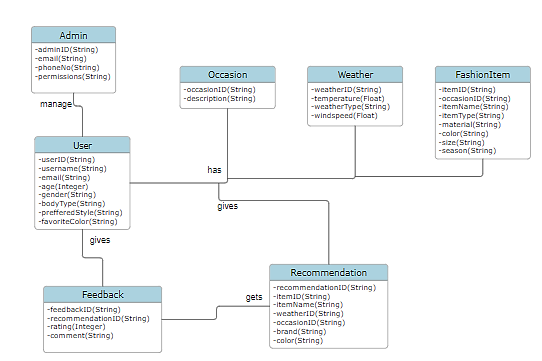 Admin
-adminID(String)
-email(String)
-phoneNo(String)
-permissions(String)
manage
Occasion
-occasionID(String)
-description(String)
Weather
-weatherID(String)
-temperature(Float)
-weatherType(String)
-windspeed(Float)
FashionItem
-itemID(String)
-occasionID(String)
-itemName(String)
-itemType(String)
-material(String)
-color(String)
-size(String)
-season(String)
User
-userID(String)
-username(String)
-email(String)
-age(Integer)
-gender(String)
-bodyType(String)
-prefferedStyle(String)
-favoriteColor(String)
has
gives
gives
Feedback
-feedbackID(String)
-recommendationID(String)
-rating(Integer)
-comment(String)
gets
Recommendation
-recommendationID(String)
-itemID(String)
-itemName(String)
-weatherID(String)
-occasionID(String)
-brand(String)
-color(String)